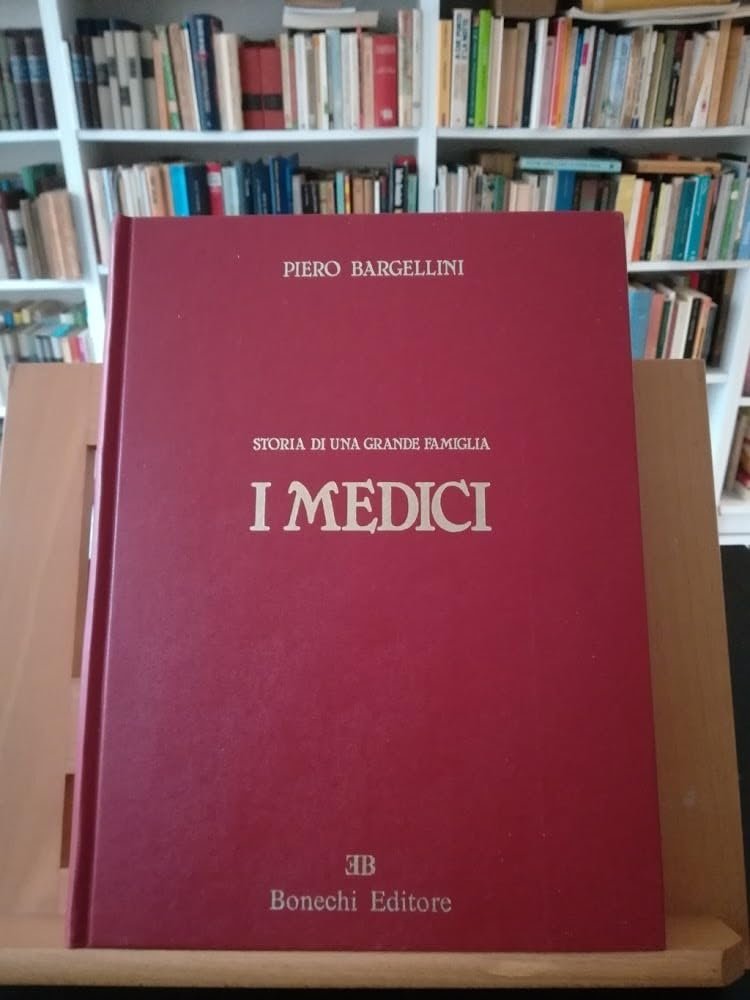 PIERO BARGELLINI
STORIA DI UNA GRANDE FAMIGLIA
I MEDICI
EB
Bonechi Editore